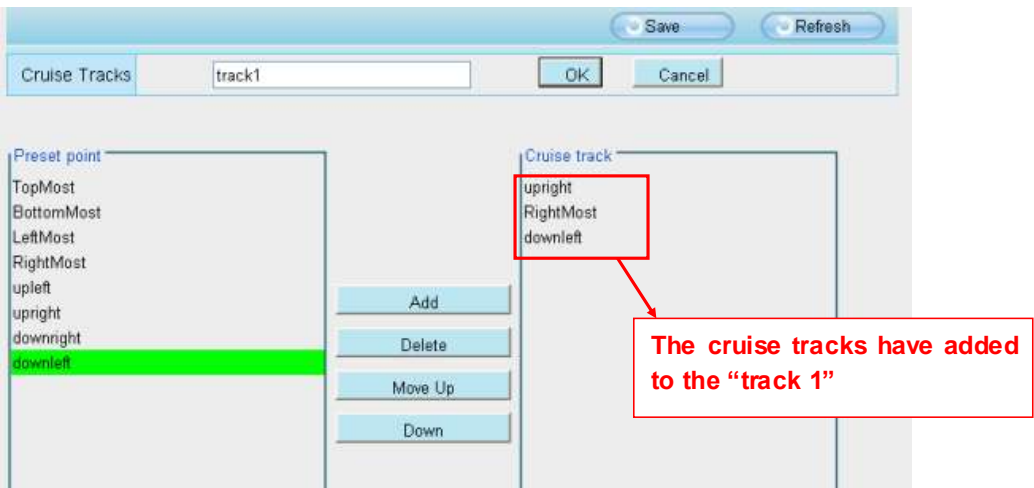 Save Refresh
Cruise Tracks track1 OK Cancel
Preset point
TopMost
BottomMost
LeftMost
RightMost
upleft
upright
downright
downleft
Add
Delete
Move Up
Down
Cruise track
upright
RightMost
downleft
The cruise tracks have added
to the “track 1”